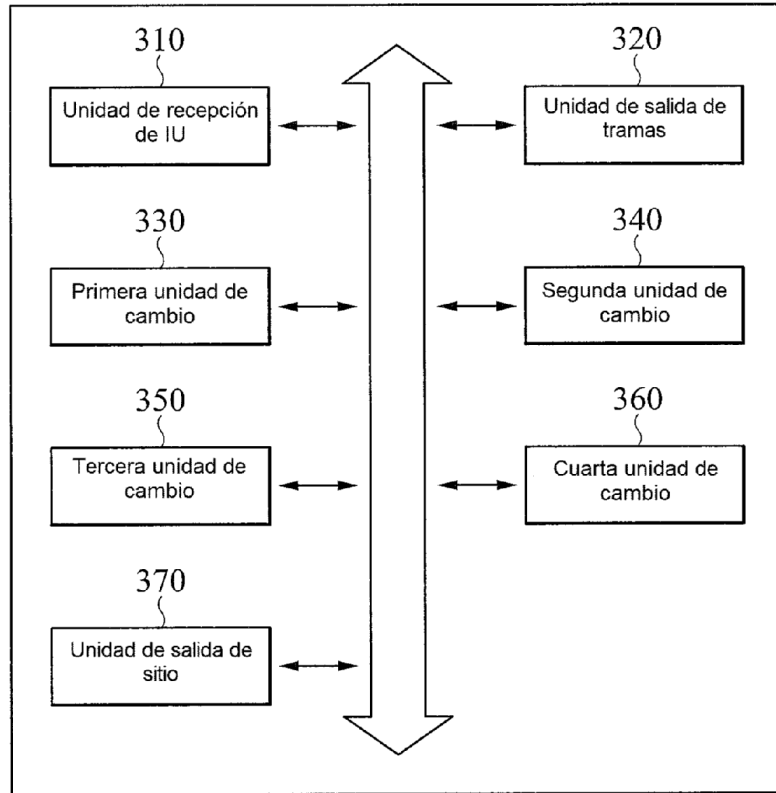 310
Unidad de recepción
de IU
320
Unidad de salida de
tramas
330
Primera unidad de
cambio
340
Segunda unidad de
cambio
350
Tercera unidad de
cambio
360
Cuarta unidad de
cambio
370
Unidad de salida de
sitio